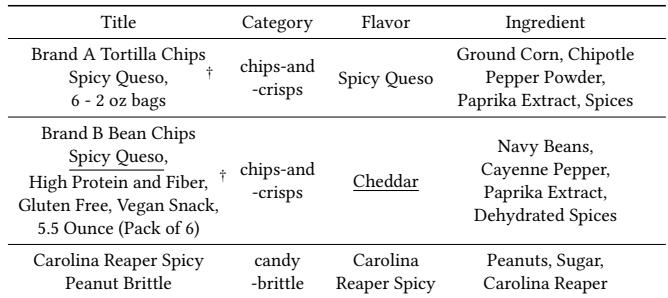 Title Category Flavor Ingredient
Brand A Tortilla Chips
Spicy Queso,
6 - 2 oz bags
†
chips-and
-crisps
Spicy Queso
Ground Corn, Chipotle
Pepper Powder,
Paprika Extract, Spices
Brand B Bean Chips
Spicy Queso,
High Protein and Fiber,
Gluten Free, Vegan Snack,
5.5 Ounce (Pack of 6)
†
chips-and
-crisps
Cheddar
Navy Beans,
Cayenne Pepper,
Paprika Extract,
Dehydrated Spices
Carolina Reaper Spicy
Peanut Brittle
candy
-brittle
Carolina
Reaper Spicy
Peanuts, Sugar,
Carolina Reaper